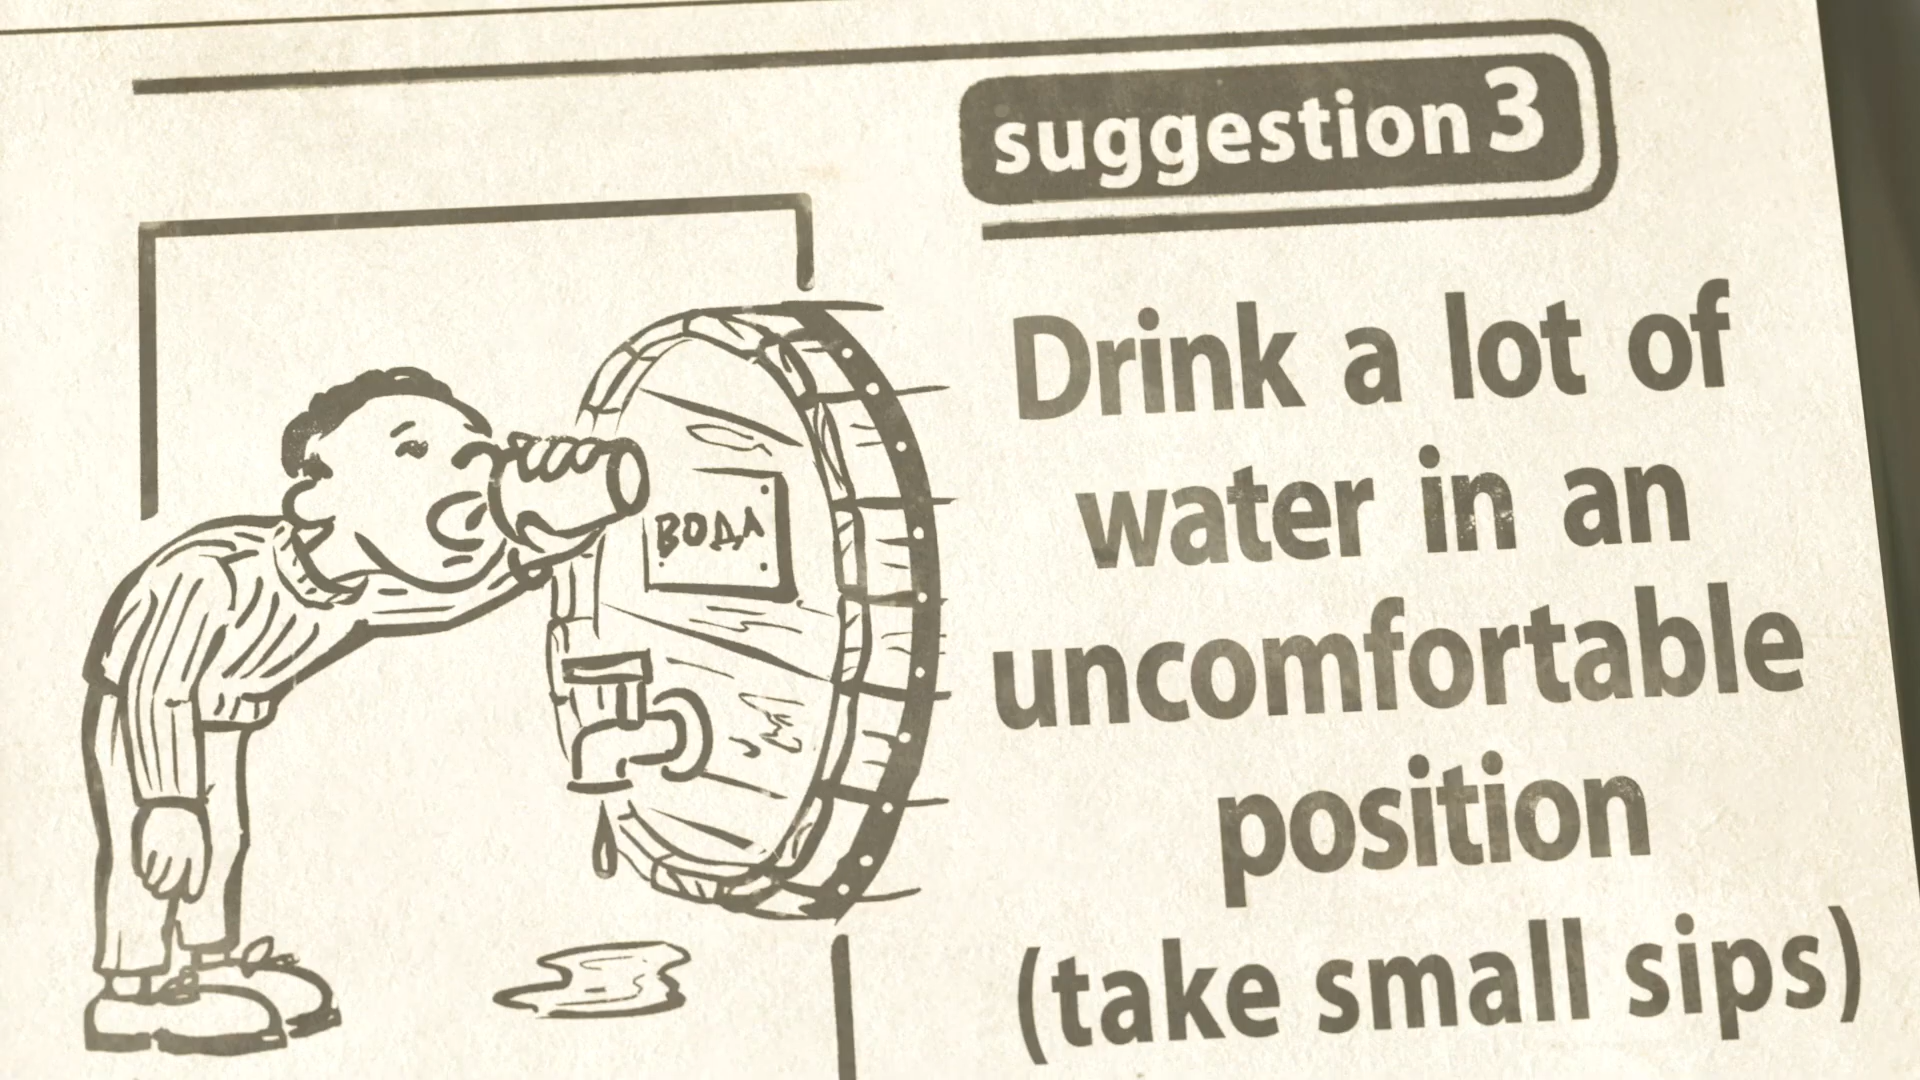 suggestion 3
Drink a lot of
water in an
uncomfortable
position
(take small sips)
ВОДА